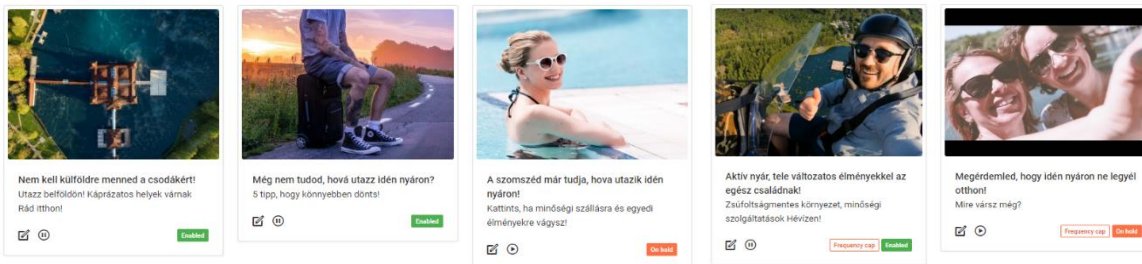 Nem kell külföldre menned a csodákért!
Utazz belföldön! Káprázatos helyek várnak
Rád itthon!
Enabled
Még nem tudod, hová utazz idén nyáron?
5 tipp, hogy könnyebben dönts!
Enabled
A szomszéd már tudja, hova utazik idén
nyáron!
Kattints, ha minőségi szállásra és egyedi
élményekre vágysz!
On hold
Aktív nyár, tele változatos élményekkel az
egész családnak!
Zsúfoltságmentes környezet, minőségi
szolgáltatások Hévízen!
Frequency cap
Enabled
Megérdemled, hogy idén nyáron ne legyél
otthon!
Mire vársz még?
Frequency cap
On hold